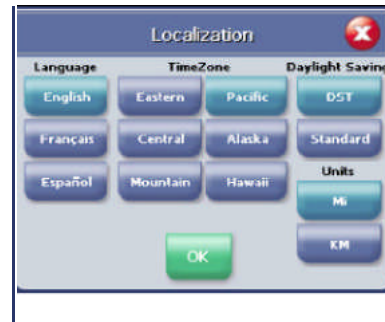 Localization
Language TimeZone Daylight Saving
English Eastern Pacific DST
Français Central Alaska Standard
Español Mountain Hawaii
Units
Mi
KM
OK